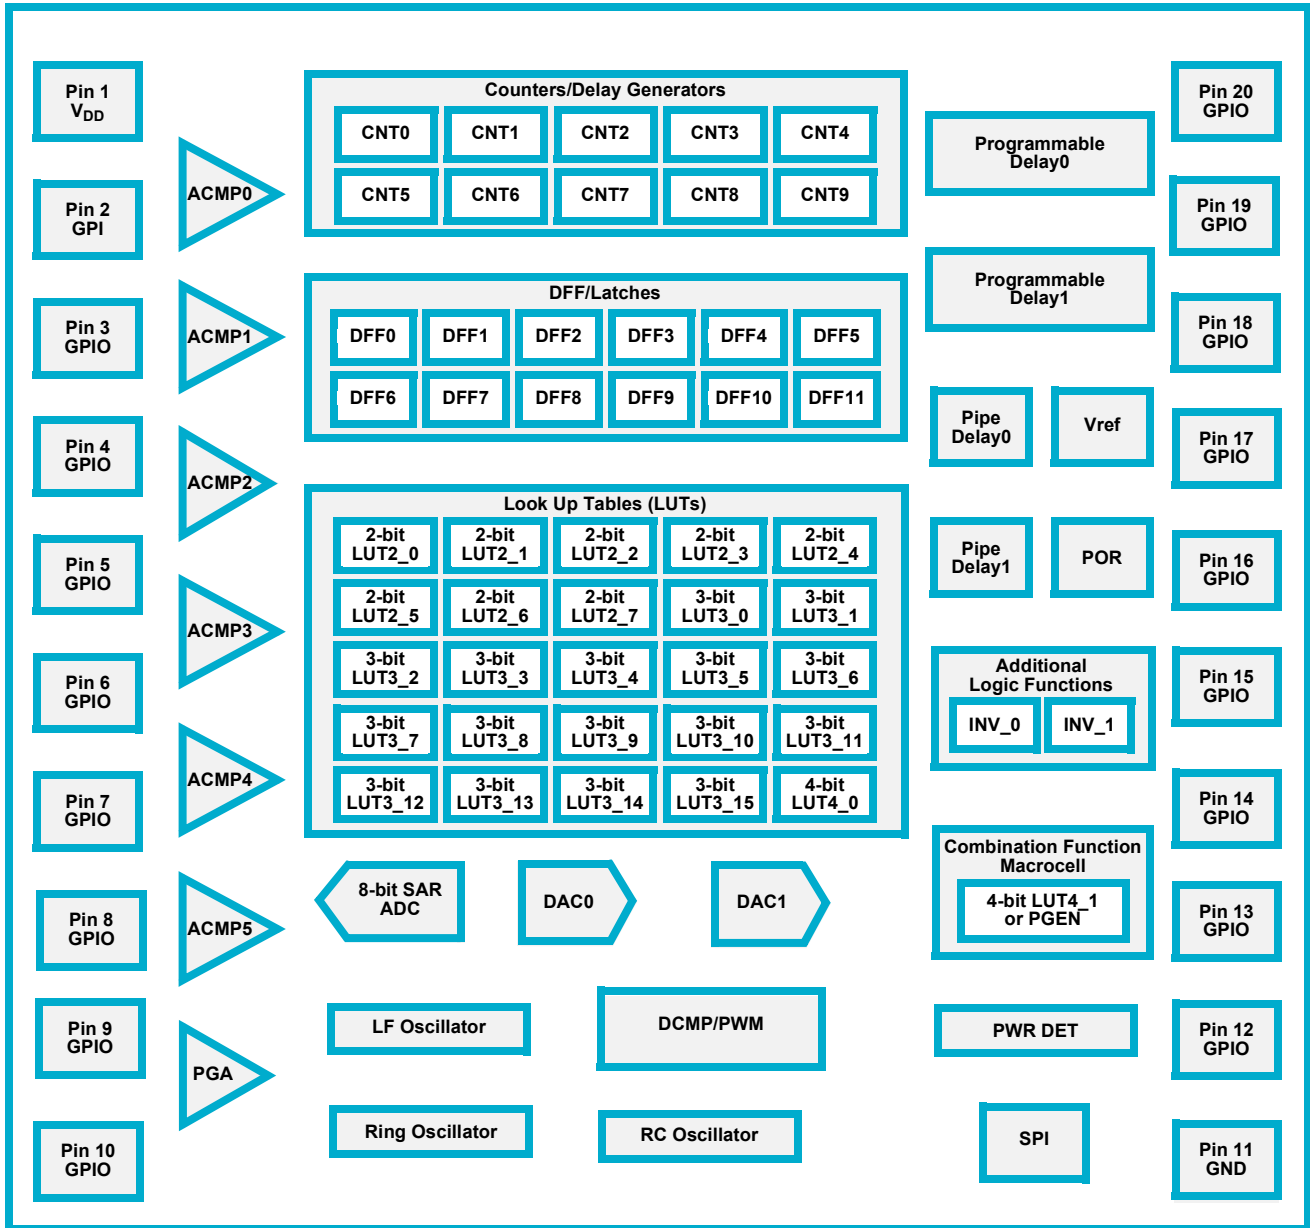 Pin 1
VDD
Pin 2
GPI
Pin 3
GPIO
Pin 4
GPIO
Pin 5
GPIO
Pin 6
GPIO
Pin 7
GPIO
Pin 8
GPIO
Pin 9
GPIO
Pin 10
GPIO
ACMP0
ACMP1
ACMP2
ACMP3
ACMP4
ACMP5
PGA
Counters/Delay Generators
CNT0 CNT1 CNT2 CNT3 CNT4
CNT5 CNT6 CNT7 CNT8 CNT9
DFF/Latches
DFF0 DFF1 DFF2 DFF3 DFF4 DFF5
DFF6 DFF7 DFF8 DFF9 DFF10 DFF11
Look Up Tables (LUTs)
2-bit 2-bit 2-bit 2-bit 2-bit
LUT2_0 LUT2_1 LUT2_2 LUT2_3 LUT2_4
2-bit 2-bit 2-bit 3-bit 3-bit
LUT2_5 LUT2_6 LUT2_7 LUT3_0 LUT3_1
3-bit 3-bit 3-bit 3-bit 3-bit
LUT3_2 LUT3_3 LUT3_4 LUT3_5 LUT3_6
3-bit 3-bit 3-bit 3-bit 3-bit
LUT3_7 LUT3_8 LUT3_9 LUT3_10 LUT3_11
3-bit 3-bit 3-bit 3-bit 4-bit
LUT3_12 LUT3_13 LUT3_14 LUT3_15 LUT4_0
8-bit SAR
ADC
DAC0
DAC1
LF Oscillator
DCMP/PWM
Ring Oscillator
RC Oscillator
Programmable
Delay0
Programmable
Delay1
Pipe
Delay0
Vref
Pipe
Delay1
POR
Additional
Logic Functions
INV_0 INV_1
Combination Function
Macrocell
4-bit LUT4_1
or PGEN
PWR DET
SPI
Pin 20
GPIO
Pin 19
GPIO
Pin 18
GPIO
Pin 17
GPIO
Pin 16
GPIO
Pin 15
GPIO
Pin 14
GPIO
Pin 13
GPIO
Pin 12
GPIO
Pin 11
GND